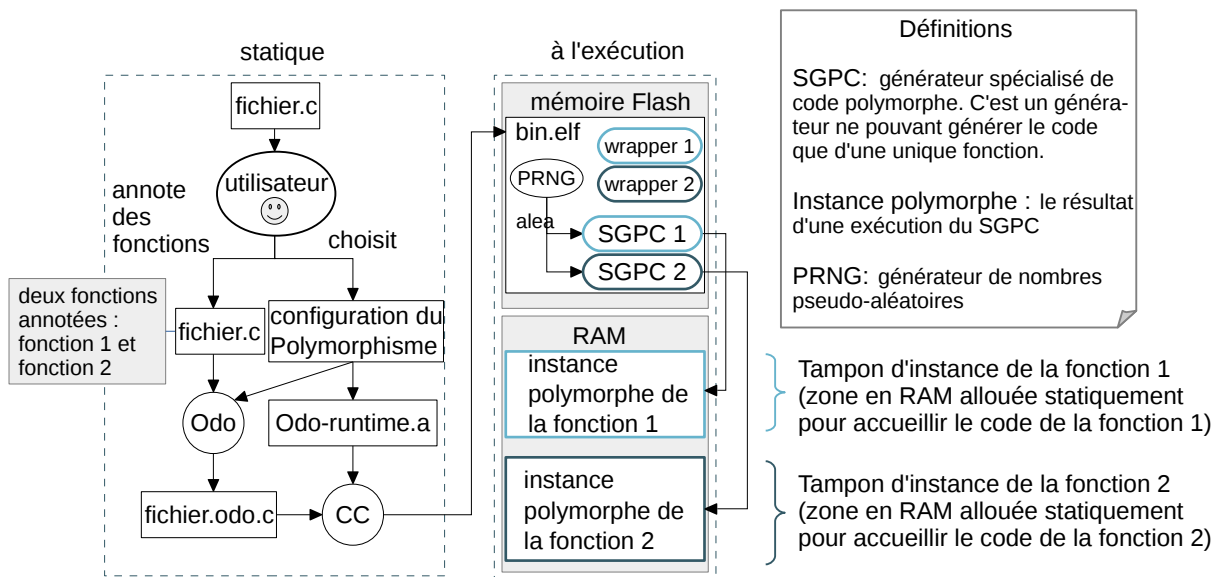 statique
fichier.c
utilisateur
annote
des
fonctions
choisit
deux fonctions
annotées :
fonction 1 et
fonction 2
fichier.c
configuration du
Polymorphisme
Odo
Odo-runtime.a
fichier.odo.c
CC
à l'exécution
mémoire Flash
bin.elf
wrapper 1
PRNG
wrapper 2
alea
SGPC 1
SGPC 2
RAM
instance
polymorphe de
la fonction 1
instance
polymorphe de
la fonction 2
Définitions
SGPC: générateur spécialisé de
code polymorphe. C'est un généra-
teur ne pouvant générer le code
que d'une unique fonction.
Instance polymorphe : le résultat
d'une exécution du SGPC
PRNG: générateur de nombres
pseudo-aléatoires
Tampon d'instance de la fonction 1
(zone en RAM allouée statiquement
pour accueillir le code de la fonction 1)
Tampon d'instance de la fonction 2
(zone en RAM allouée statiquement
pour accueillir le code de la fonction 2)